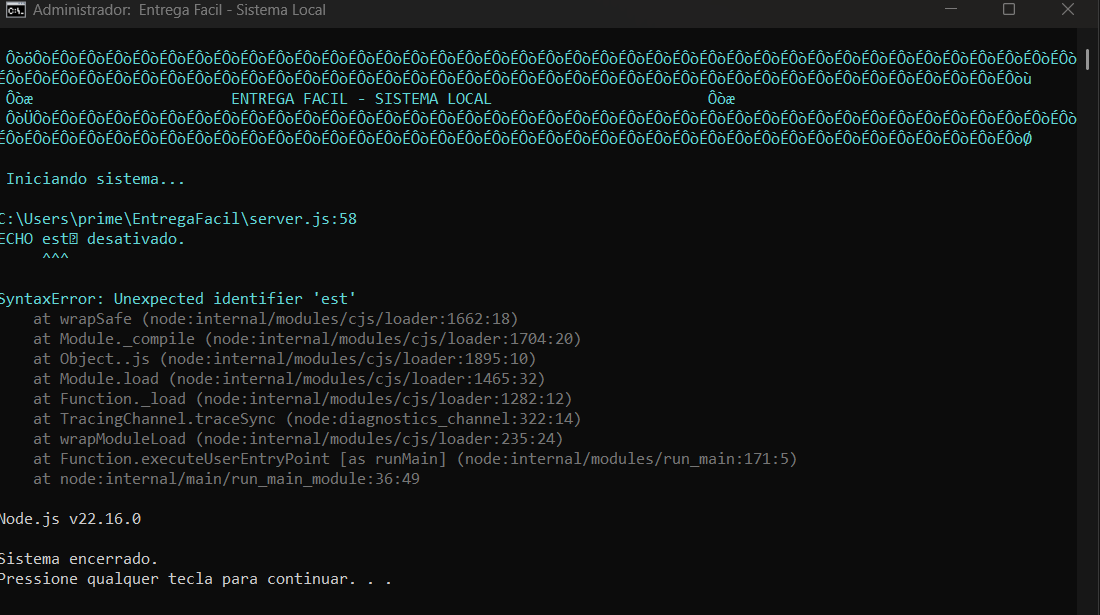 Administrador: Entrega Facil - Sistema Local
ENTREGA FACIL - SISTEMA LOCAL
Iniciando sistema...
C:\Users\prime\EntregaFacil\server.js:58
ECHO est� desativado.
^^^
SyntaxError: Unexpected identifier 'est'
at wrapSafe (node:internal/modules/cjs/loader:1662:18)
at Module._compile (node:internal/modules/cjs/loader:1704:20)
at Object..js (node:internal/modules/cjs/loader:1895:10)
at Module.load (node:internal/modules/cjs/loader:1465:32)
at Function._load (node:internal/modules/cjs/loader:1282:12)
at TracingChannel.traceSync (node:diagnostics_channel:322:14)
at wrapModuleLoad (node:internal/modules/cjs/loader:235:24)
at Function.executeUserEntryPoint [as runMain] (node:internal/modules/run_main:171:5)
at node:internal/main/run_main_module:36:49
Node.js v22.16.0
Sistema encerrado.
Pressione qualquer tecla para continuar. . .